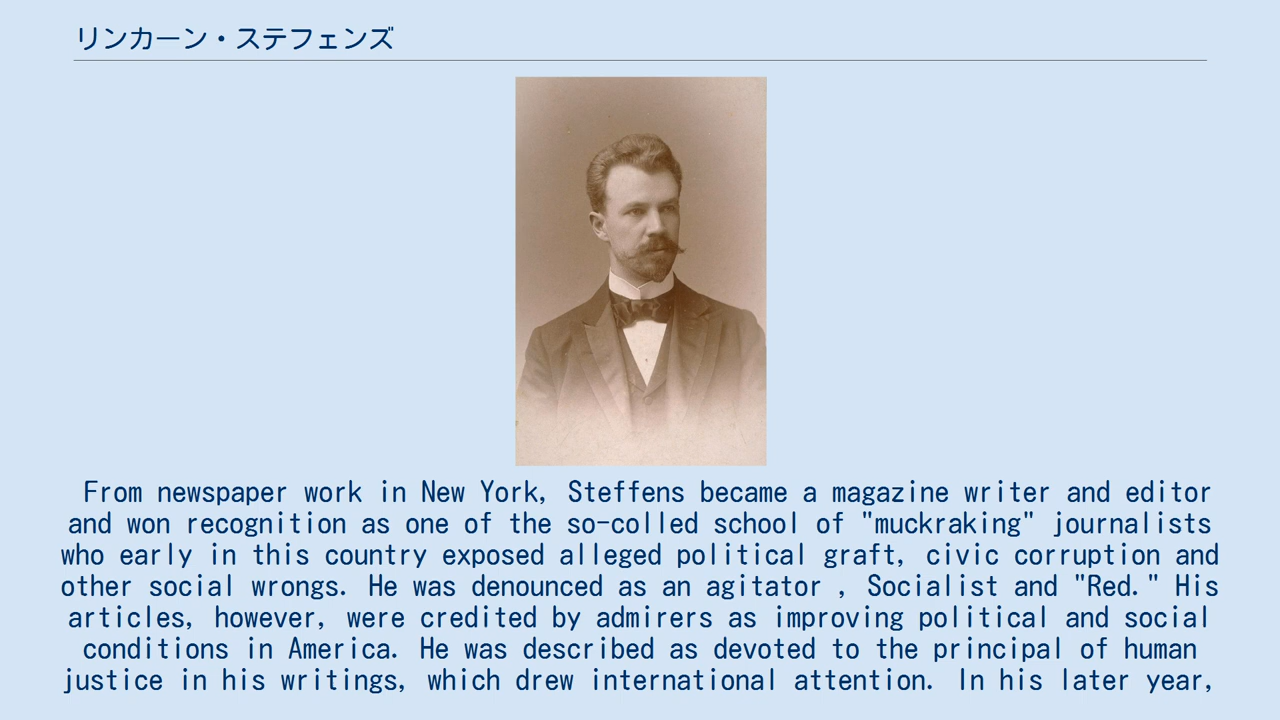 リンカーン・ステフェンズ
From newspaper work in New York, Steffens became a magazine writer and editor
and won recognition as one of the so-colled school of "muckraking" journalists
who early in this country exposed alleged political graft, civic corruption and
other social wrongs. He was denounced as an agitator , Socialist and "Red." His
articles, however, were credited by admirers as improving political and social
conditions in America. He was described as devoted to the principal of human
justice in his writings, which drew international attention. In his later year,